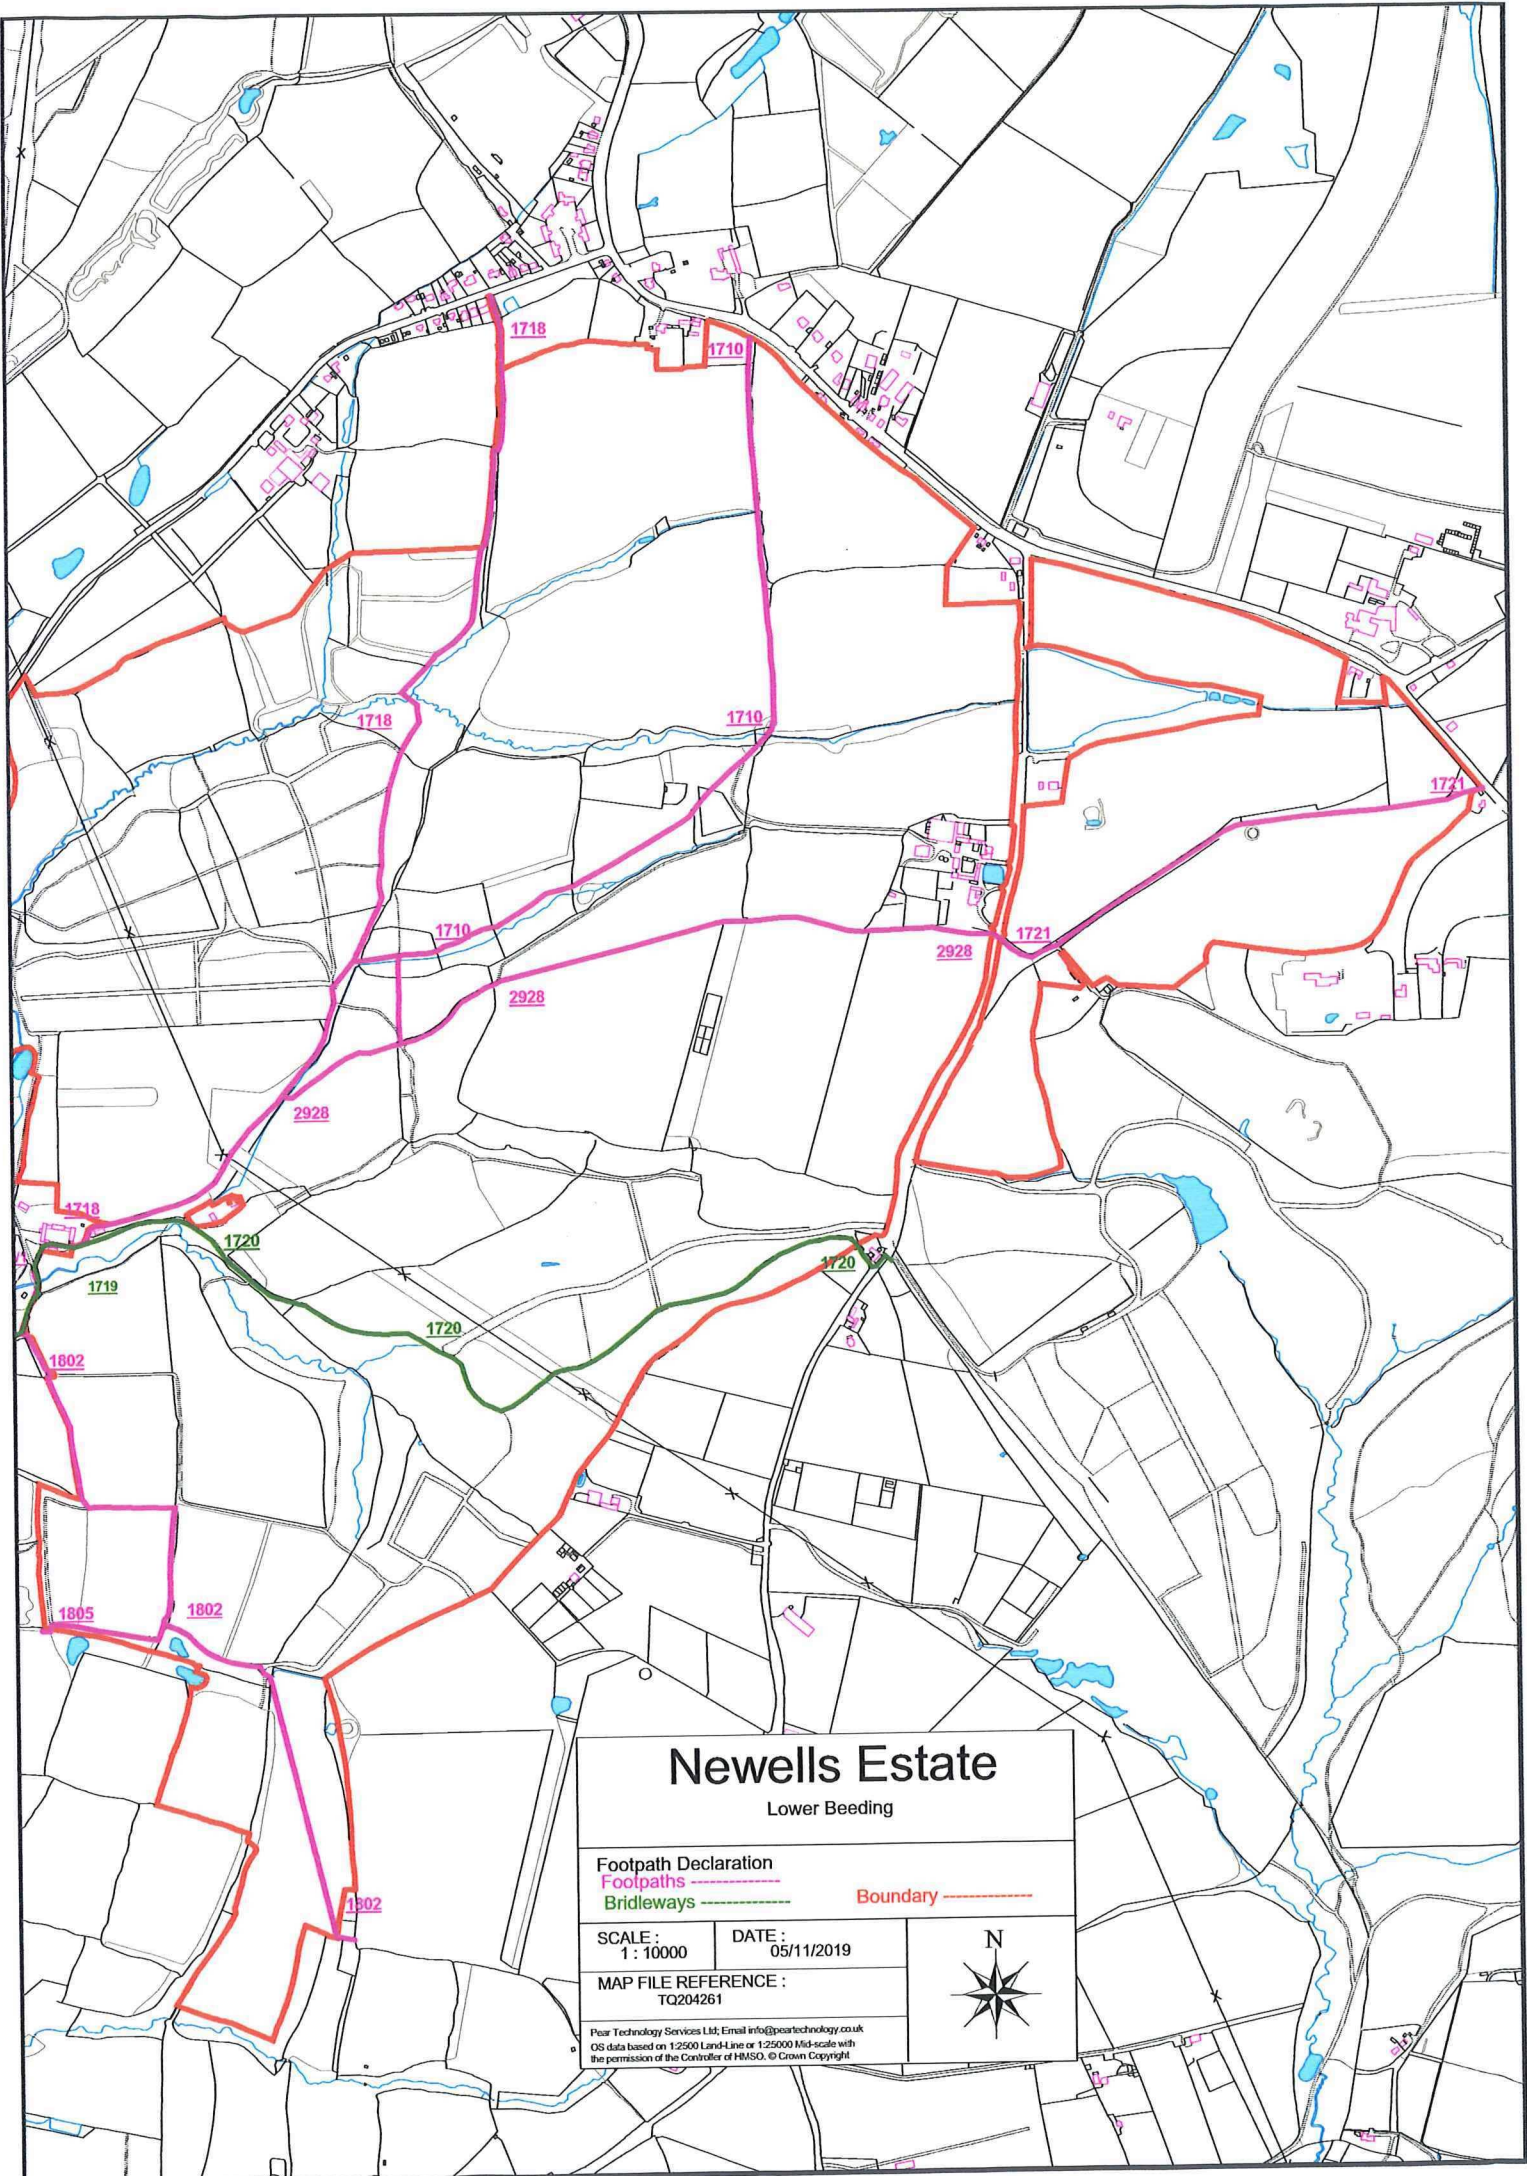 1718
1710
1718
1710
1721
1710
1721
2928
2928
2928
1718
1720
1720
1719
1720
1802
1805
1802
1802
Newells Estate
Lower Beeding
Footpath Declaration
Footpaths --------------
Bridleways --------------
Boundary --------------
SCALE :
1 : 10000
DATE :
05/11/2019
MAP FILE REFERENCE :
TQ204261
N
Pear Technology Services Ltd; Email info@peartechnology.co.uk
OS data based on 1:2500 Land-Line or 1:25000 Mid-scale with
the permission of the Controller of HMSO. © Crown Copyright